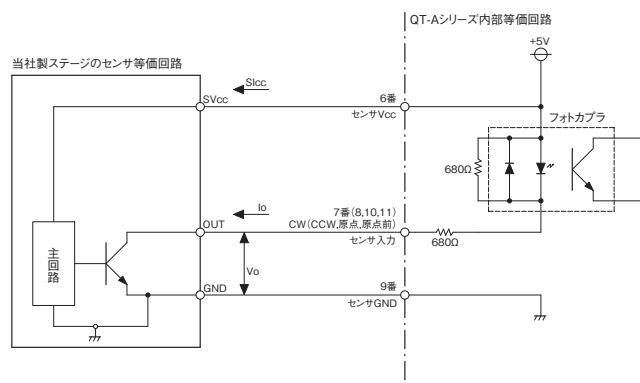 QT-Aシリーズ内部等価回路
+5V
当社製ステージのセンサ等価回路
SIcc
SVcc
6番
センサVcc
フォトカプラ
680Ω
Io
7番(8,10,11)
OUT
CW(CCW,原点,原点前)
センサ入力
680Ω
主回路
Vo
GND
9番
センサGND